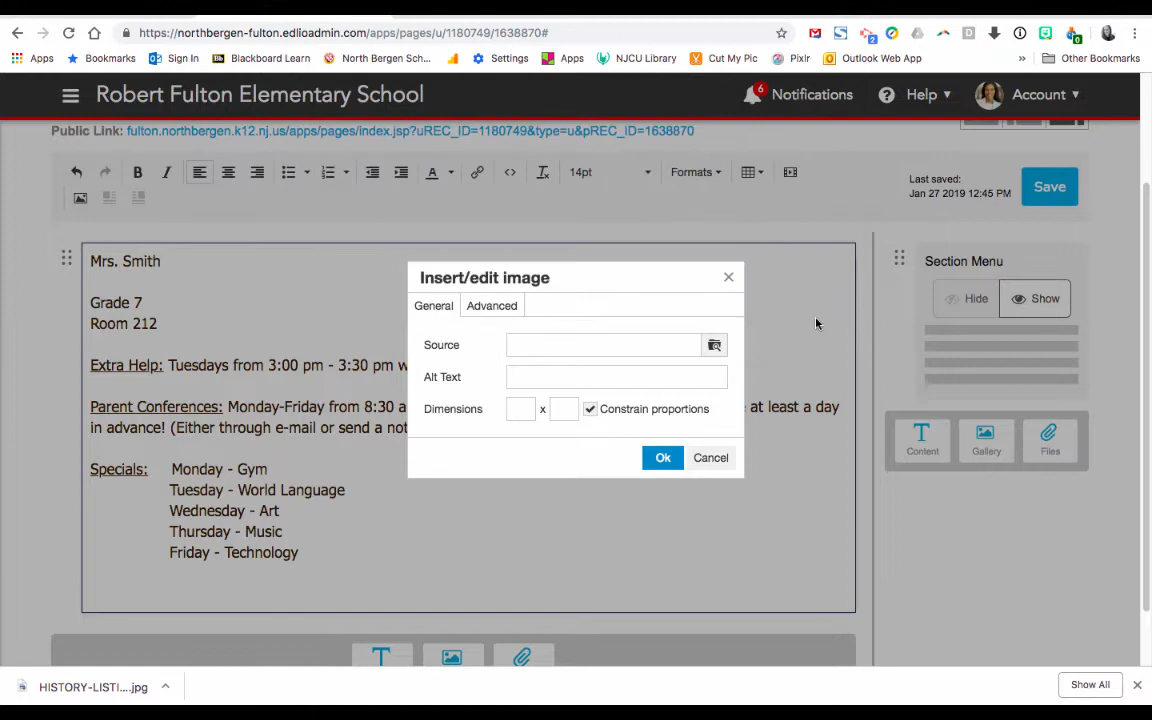 https://northbergen-fulton.edlioadmin.com/apps/pages/u/1180749/1638870#
Apps Bookmarks Sign In Blackboard Learn North Bergen Sch... Settings Apps NJCU Library Cut My Pic Pixlr Outlook Web App » Other Bookmarks
Robert Fulton Elementary School 6 Notifications Help Account
Public Link: fulton.northbergen.k12.nj.us/apps/pages/index.jsp?uREC_ID=1180749&type=u&pREC_ID=1638870
B I A 14pt Formats
Last saved:
Jan 27 2019 12:45 PM
Save
Mrs. Smith
Grade 7
Room 212
Extra Help: Tuesdays from 3:00 pm - 3:30 pm w
Parent Conferences: Monday-Friday from 8:30 a
e at least a day
in advance! (Either through e-mail or send a not
Specials: Monday - Gym
Tuesday - World Language
Wednesday - Art
Thursday - Music
Friday - Technology
Insert/edit image
General Advanced
Source
Alt Text
Dimensions x Constrain proportions
Ok Cancel
Section Menu
Hide Show
Content Gallery Files
HISTORY-LISTI....jpg
Show All